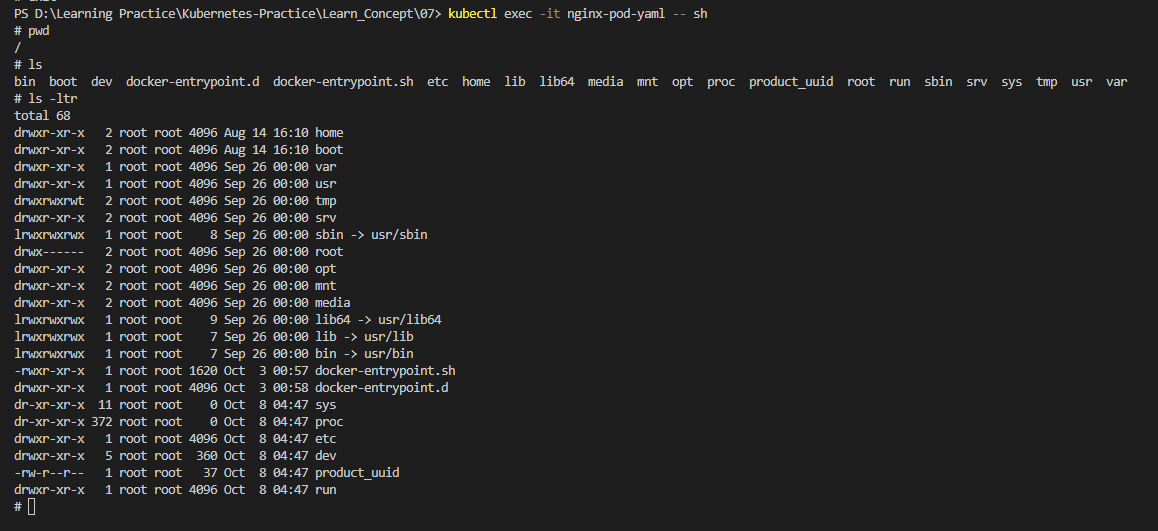 PS D:\Learning Practice\Kubernetes-Practice\Learn_Concept\07> kubectl exec -it nginx-pod-yaml -- sh
# pwd
/
# ls
bin  boot  dev  docker-entrypoint.d  docker-entrypoint.sh  etc  home  lib  lib64  media  mnt  opt  proc  product_uuid  root  run  sbin  srv  sys  tmp  usr  var
# ls -ltr
total 68
drwxr-xr-x   2 root root 4096 Aug 14 16:10 home
drwxr-xr-x   2 root root 4096 Aug 14 16:10 boot
drwxr-xr-x   1 root root 4096 Sep 26 00:00 var
drwxr-xr-x   1 root root 4096 Sep 26 00:00 usr
drwxrwxrwt   2 root root 4096 Sep 26 00:00 tmp
drwxr-xr-x   2 root root 4096 Sep 26 00:00 srv
lrwxrwxrwx   1 root root    8 Sep 26 00:00 sbin -> usr/sbin
drwx------   2 root root 4096 Sep 26 00:00 root
drwxr-xr-x   2 root root 4096 Sep 26 00:00 opt
drwxr-xr-x   2 root root 4096 Sep 26 00:00 mnt
drwxr-xr-x   2 root root 4096 Sep 26 00:00 media
lrwxrwxrwx   1 root root    9 Sep 26 00:00 lib64 -> usr/lib64
lrwxrwxrwx   1 root root    7 Sep 26 00:00 lib -> usr/lib
lrwxrwxrwx   1 root root    7 Sep 26 00:00 bin -> usr/bin
-rwxr-xr-x   1 root root 1620 Oct  3 00:57 docker-entrypoint.sh
drwxr-xr-x   1 root root 4096 Oct  3 00:58 docker-entrypoint.d
dr-xr-xr-x  11 root root    0 Oct  8 04:47 sys
dr-xr-xr-x 372 root root    0 Oct  8 04:47 proc
drwxr-xr-x   1 root root 4096 Oct  8 04:47 etc
drwxr-xr-x   5 root root  360 Oct  8 04:47 dev
-rw-r--r--   1 root root   37 Oct  8 04:47 product_uuid
drwxr-xr-x   1 root root 4096 Oct  8 04:47 run
#